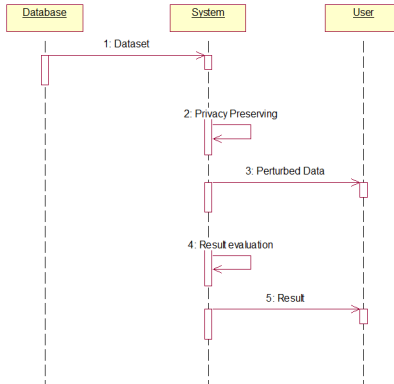 Database
System
User
1: Dataset
2: Privacy Preserving
3: Perturbed Data
4: Result evaluation
5: Result